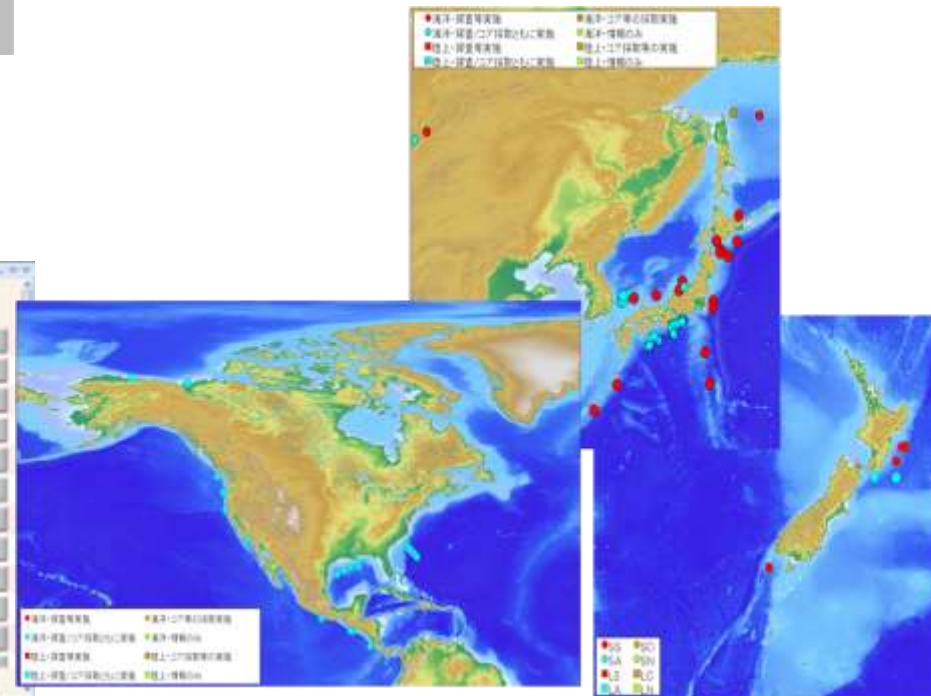 海洋・探査等実施 海洋・コア等の採取実施
海洋・探査/コア採取ともに実施 海洋・情報のみ
陸上・探査等実施 陸上・コア採取等の実施
陸上・探査/コア採取ともに実施 陸上・情報のみ
海洋・探査等実施 海洋・コア等の採取実施
海洋・探査/コア採取ともに実施 海洋・情報のみ
陸上・探査等実施 陸上・コア採取等の実施
陸上・探査/コア採取ともに実施 陸上・情報のみ
SS SC
SA SN
LS LC
LA LN